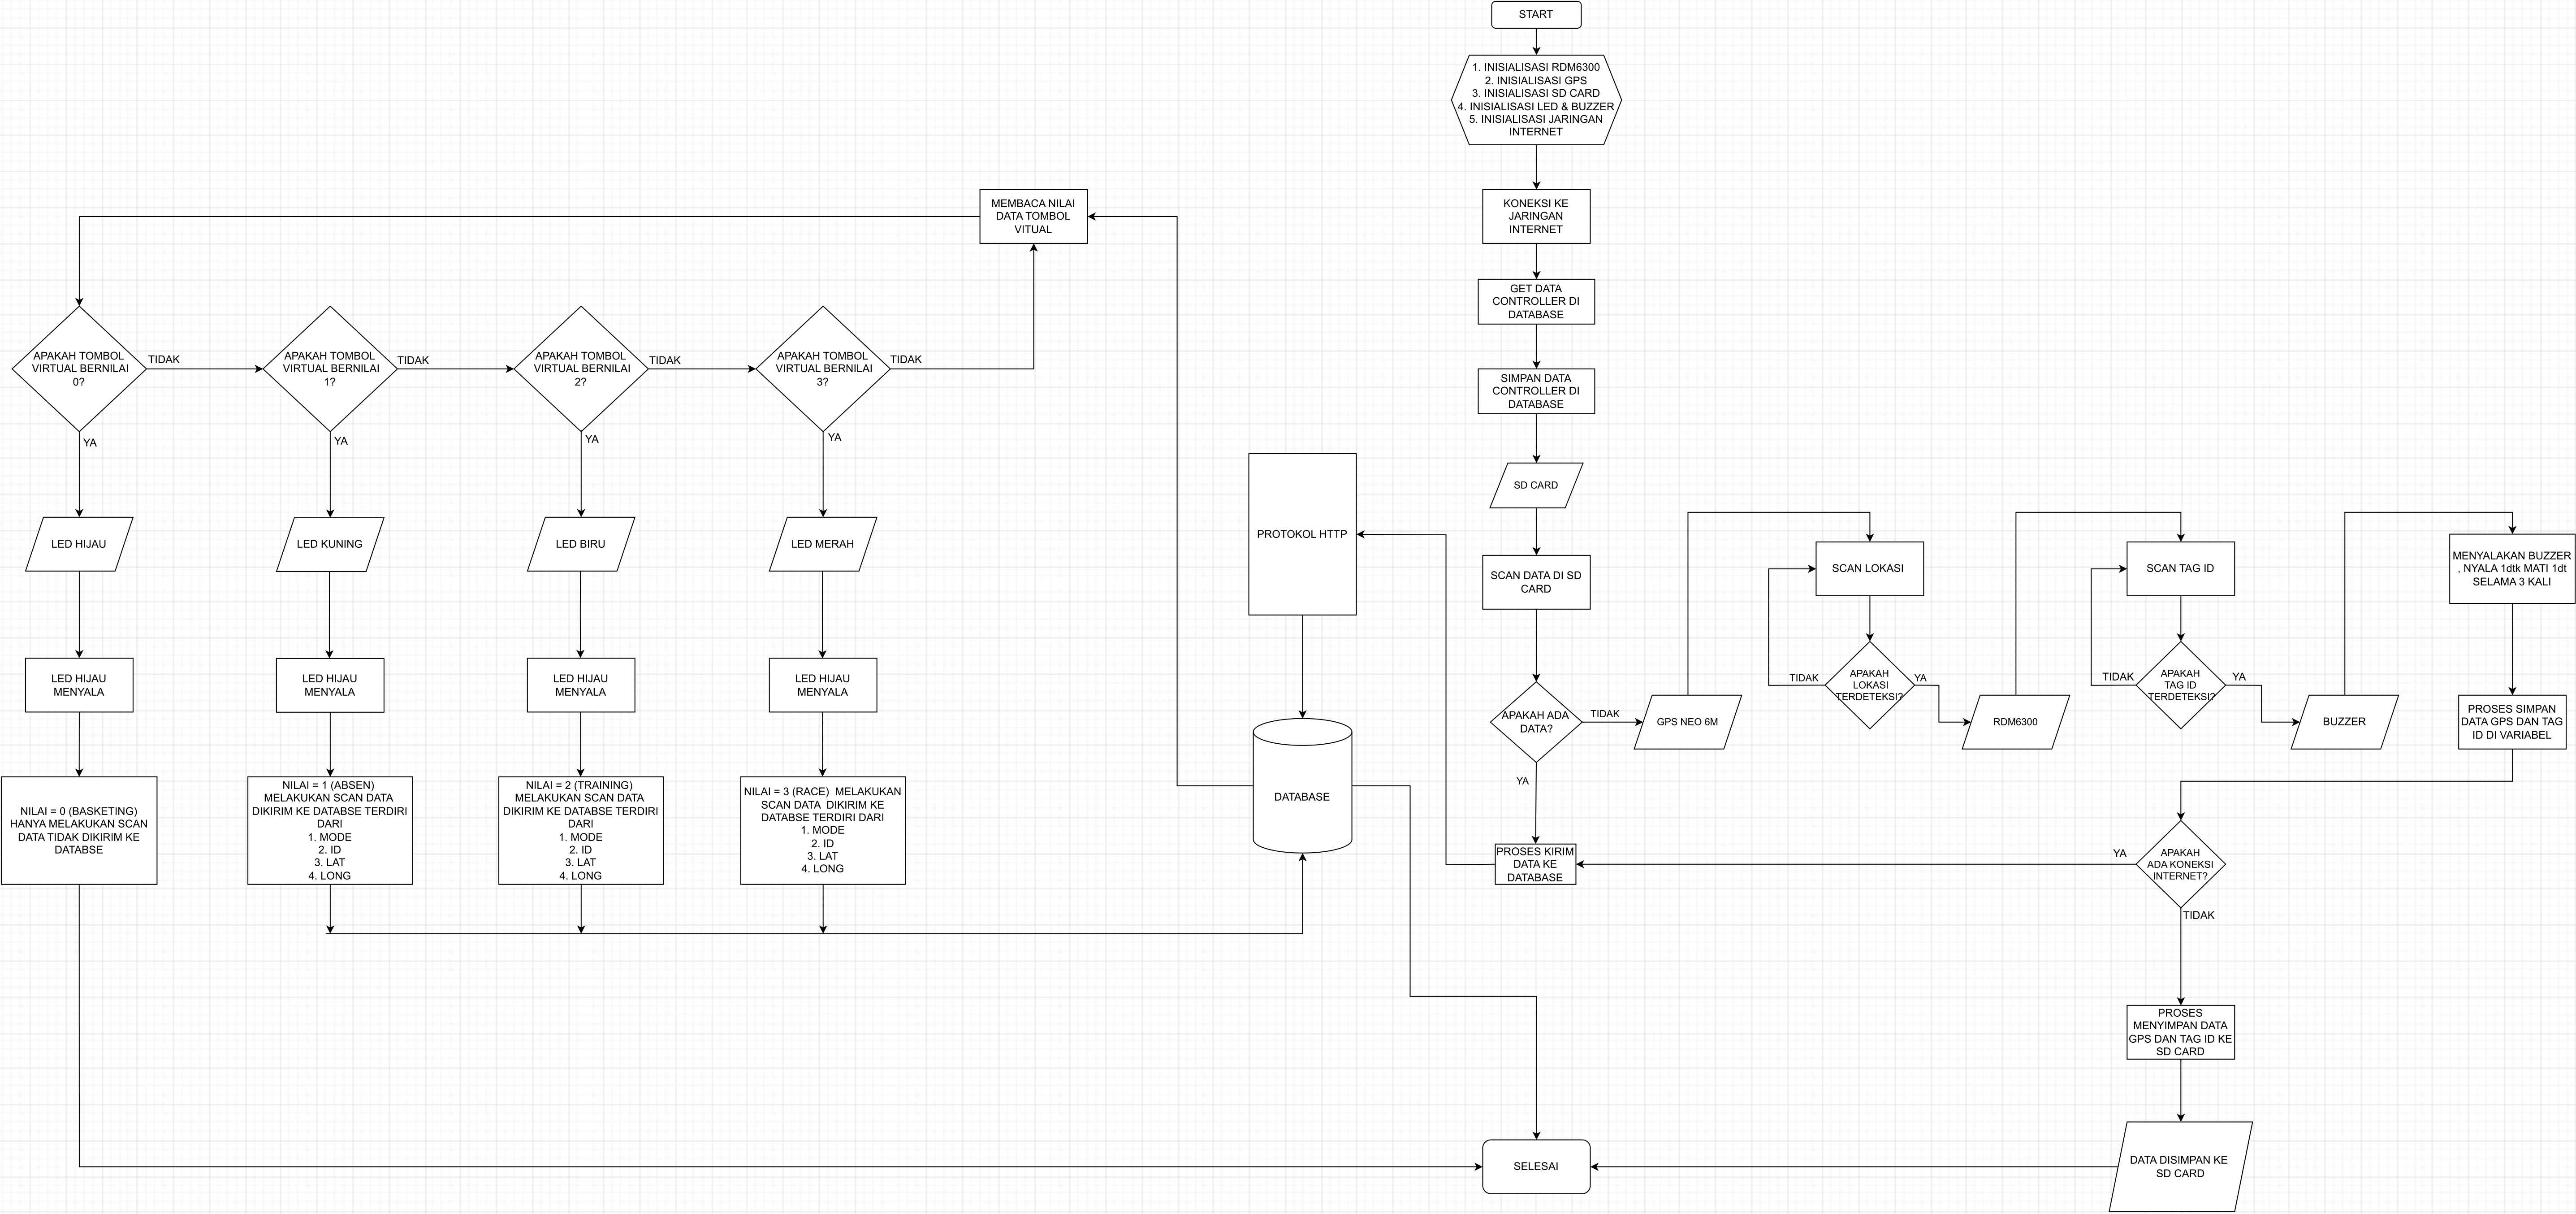 START
1. INISIALISASI RDM6300
2. INISIALISASI GPS
3. INISIALISASI SD CARD
4. INISIALISASI LED & BUZZER
5. INISIALISASI JARINGAN
INTERNET
KONEKSI KE
JARINGAN
INTERNET
GET DATA
CONTROLLER DI
DATABASE
SIMPAN DATA
CONTROLLER DI
DATABASE
SD CARD
SCAN DATA DI SD
CARD
APAKAH ADA
DATA?
TIDAK
YA
PROSES KIRIM
DATA KE
DATABASE
PROTOKOL HTTP
DATABASE
MEMBACA NILAI
DATA TOMBOL
VITUAL
APAKAH TOMBOL
VIRTUAL BERNILAI
0?
TIDAK
YA
APAKAH TOMBOL
VIRTUAL BERNILAI
1?
TIDAK
YA
APAKAH TOMBOL
VIRTUAL BERNILAI
2?
TIDAK
YA
APAKAH TOMBOL
VIRTUAL BERNILAI
3?
TIDAK
YA
LED HIJAU
LED KUNING
LED BIRU
LED MERAH
LED HIJAU
MENYALA
LED HIJAU
MENYALA
LED HIJAU
MENYALA
LED HIJAU
MENYALA
NILAI = 0 (BASKETING)
HANYA MELAKUKAN SCAN
DATA TIDAK DIKIRIM KE
DATABSE
NILAI = 1 (ABSEN)
MELAKUKAN SCAN DATA
DIKIRIM KE DATABSE TERDIRI
DARI
1. MODE
2. ID
3. LAT
4. LONG
NILAI = 2 (TRAINING)
MELAKUKAN SCAN DATA
DIKIRIM KE DATABSE TERDIRI
DARI
1. MODE
2. ID
3. LAT
4. LONG
NILAI = 3 (RACE) MELAKUKAN
SCAN DATA DIKIRIM KE
DATABSE TERDIRI DARI
1. MODE
2. ID
3. LAT
4. LONG
GPS NEO 6M
SCAN LOKASI
APAKAH
LOKASI
TERDETEKSI?
TIDAK
YA
RDM6300
SCAN TAG ID
APAKAH
TAG ID
TERDETEKSI?
TIDAK
YA
BUZZER
MENYALAKAN BUZZER
, NYALA 1dtk MATI 1dt
SELAMA 3 KALI
PROSES SIMPAN
DATA GPS DAN TAG
ID DI VARIABEL
APAKAH
ADA KONEKSI
INTERNET?
YA
TIDAK
PROSES
MENYIMPAN DATA
GPS DAN TAG ID KE
SD CARD
DATA DISIMPAN KE
SD CARD
SELESAI